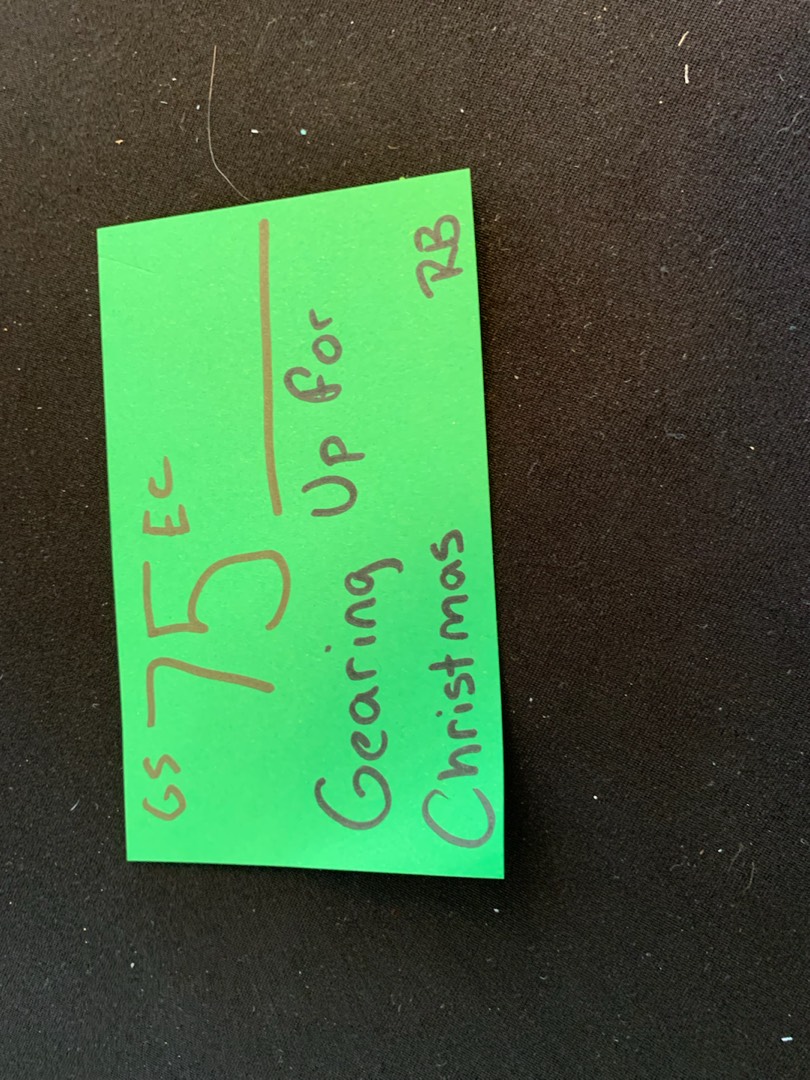 GS 75 EC
Gearing Up for
Christmas RB